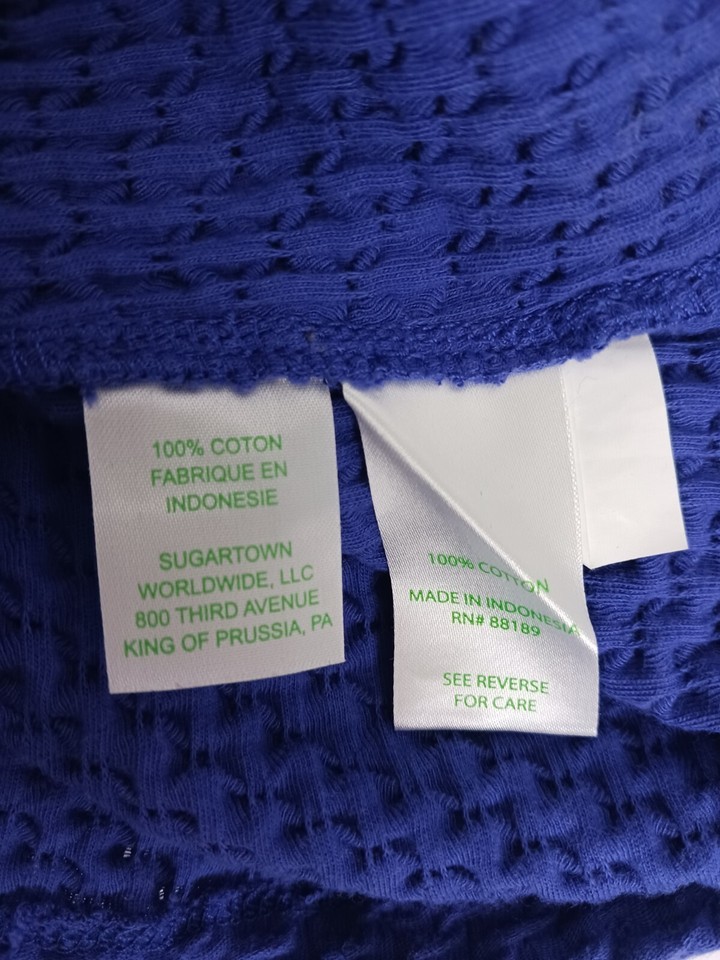 100% COTON
FABRIQUE EN
INDONESIE
SUGARTOWN
WORLDWIDE, LLC
800 THIRD AVENUE
KING OF PRUSSIA, PA
100% COTTON
MADE IN INDONESIA
RN# 88189
SEE REVERSE
FOR CARE